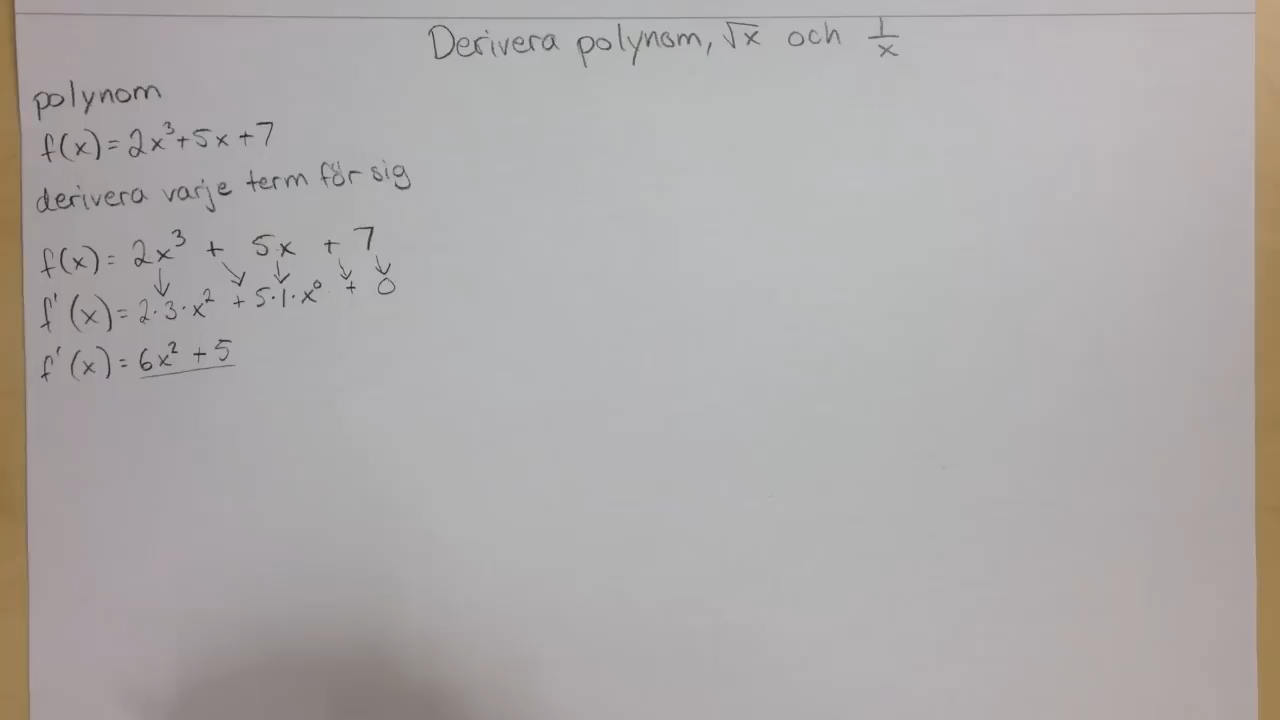 Derivera polynom, √x och 1/x
polynom
f(x) = 2x³+5x+7
derivera varje term för sig
f(x) = 2x³ + 5x + 7
↓ ↘ ↓ ↓ ↘
f'(x) = 2·3·x² + 5·1·x⁰ + 0
f'(x) = 6x² + 5